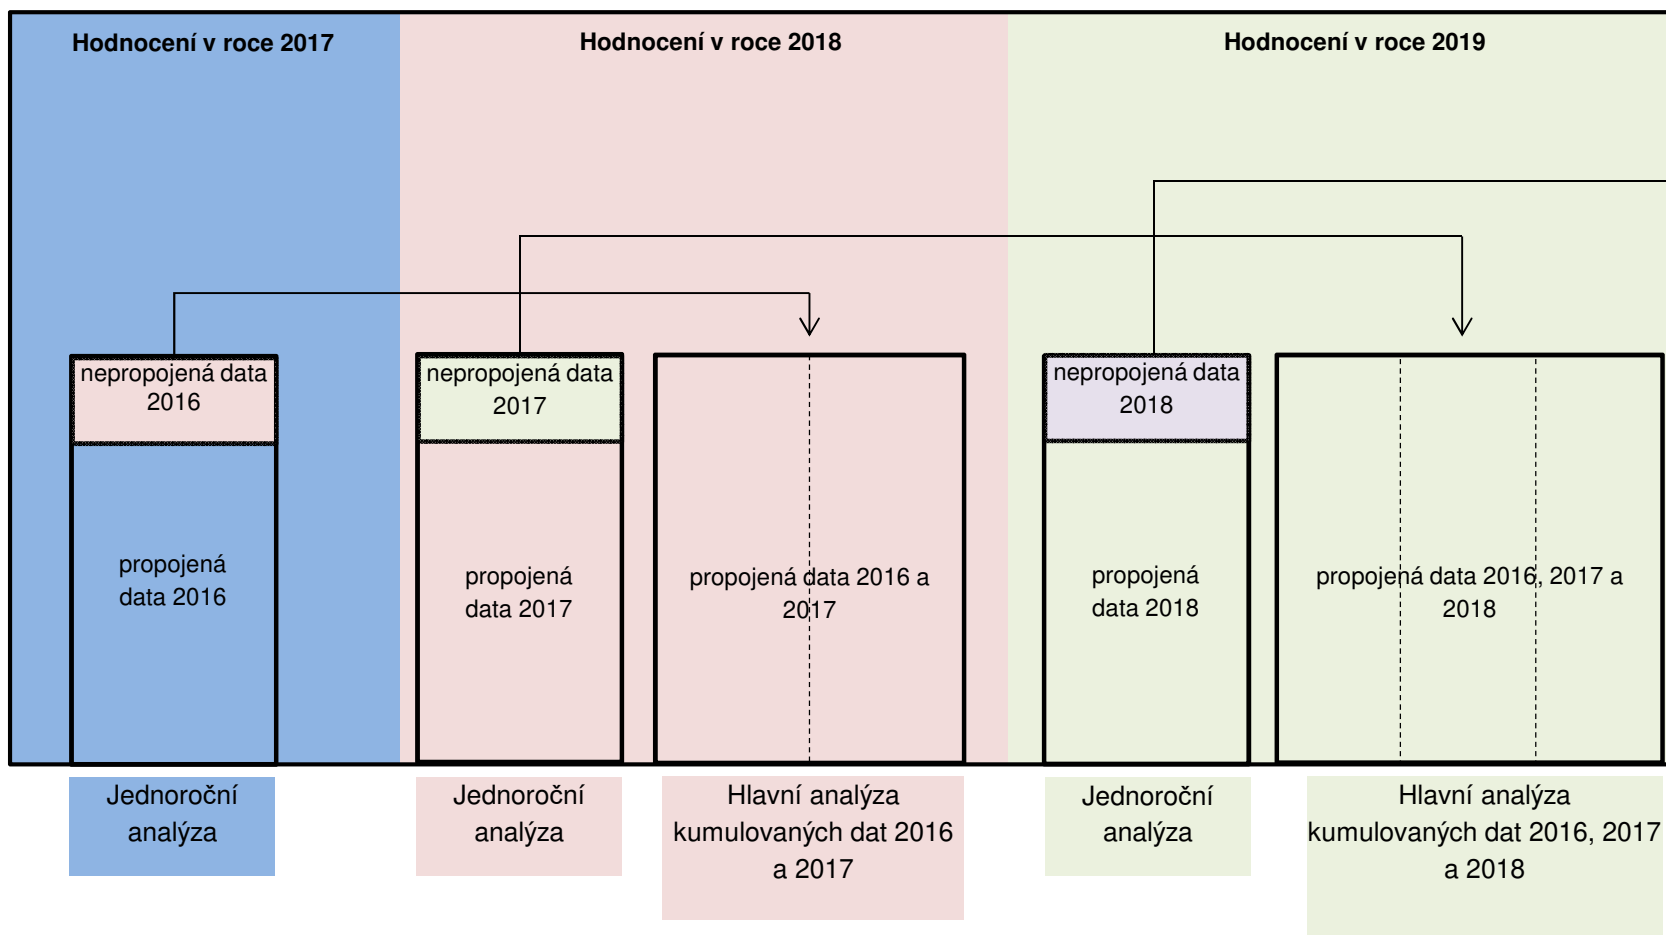 Hodnocení v roce 2017
Hodnocení v roce 2018
Hodnocení v roce 2019
nepropojená data
2016
propojená
data 2016
nepropojená data
2017
propojená
data 2017
propojená data 2016 a
2017
nepropojená data
2018
propojená
data 2018
propojená data 2016, 2017 a
2018
Jednoroční
analýza
Jednoroční
analýza
Hlavní analýza
kumulovaných dat 2016
a 2017
Jednoroční
analýza
Hlavní analýza
kumulovaných dat 2016, 2017
a 2018